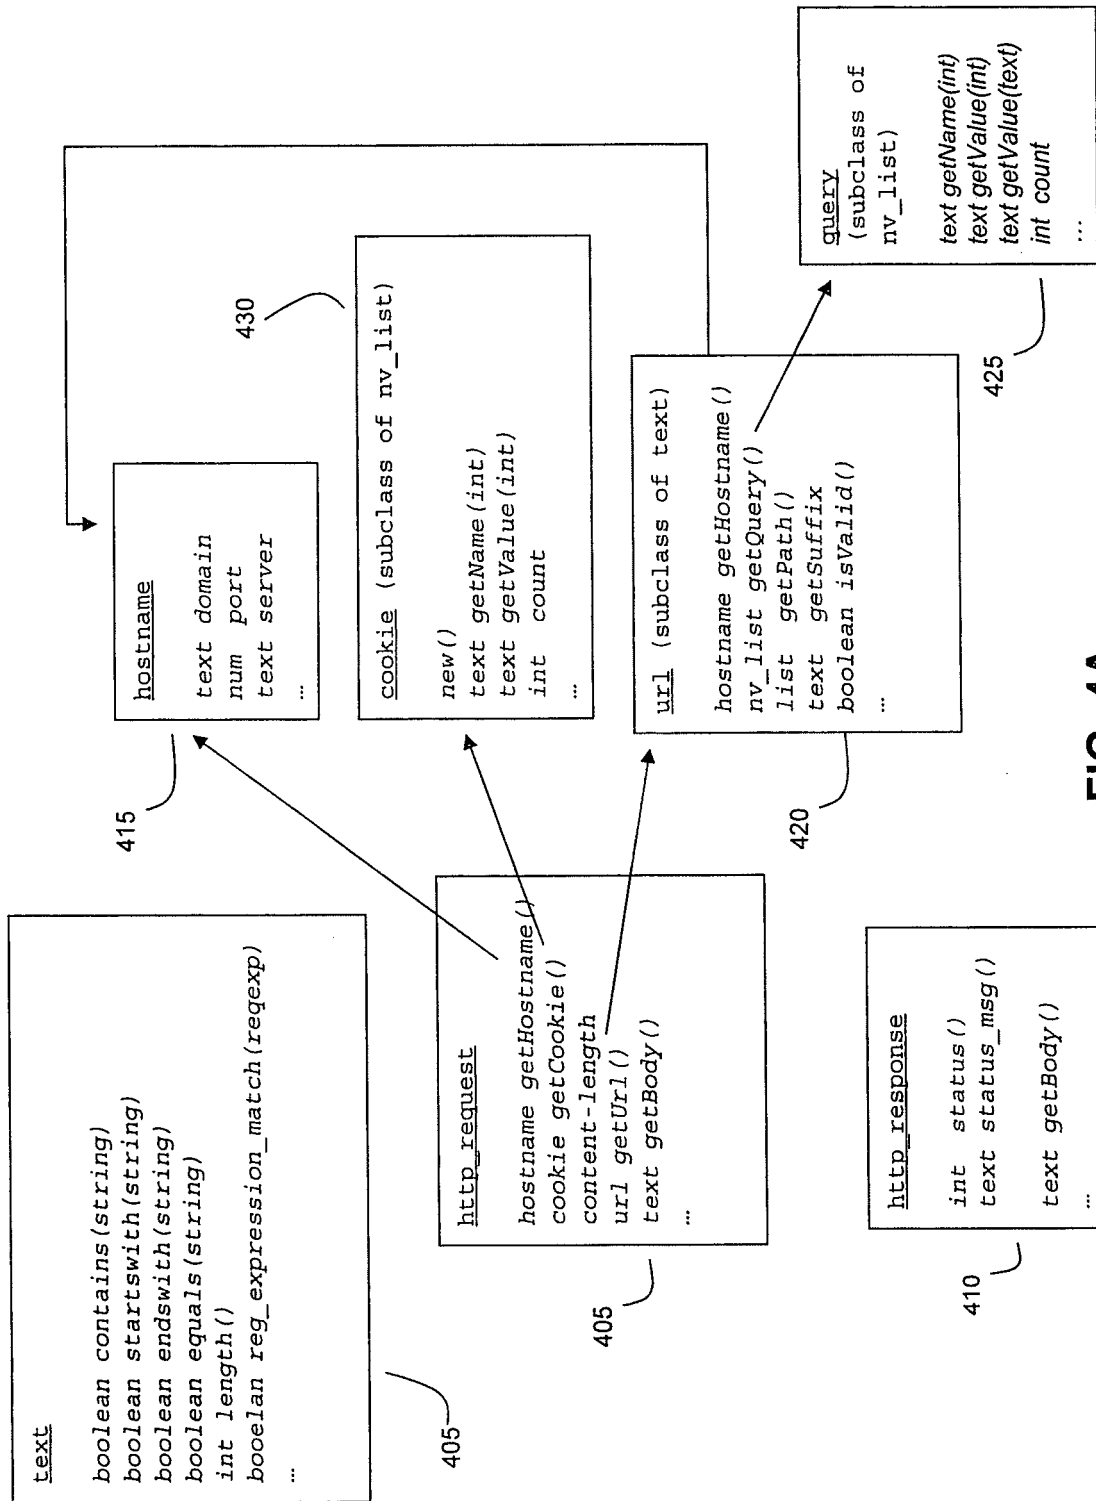 text
boolean contains(string)
boolean startswith(string)
boolean endswith(string)
boolean equals(string)
int length()
booelan reg_expression_match(reqexp)
...
405
http_request
hostname getHostname()
cookie getCookie()
content-length
url getUrl()
text getBody()
...
405
http_response
int status()
text status_msg()
text getBody()
...
410
hostname
text domain
num port
text server
...
415
cookie (subclass of nv_list)
new()
text getName(int)
text getValue(int)
int count
...
430
url (subclass of text)
hostname getHostname()
nv_list getQuery()
list getPath()
text getSuffix
boolean isValid()
...
420
query
(subclass of
nv_list)
text getName(int)
text getValue(int)
text getValue(text)
int count
...
425
FIG. 4A